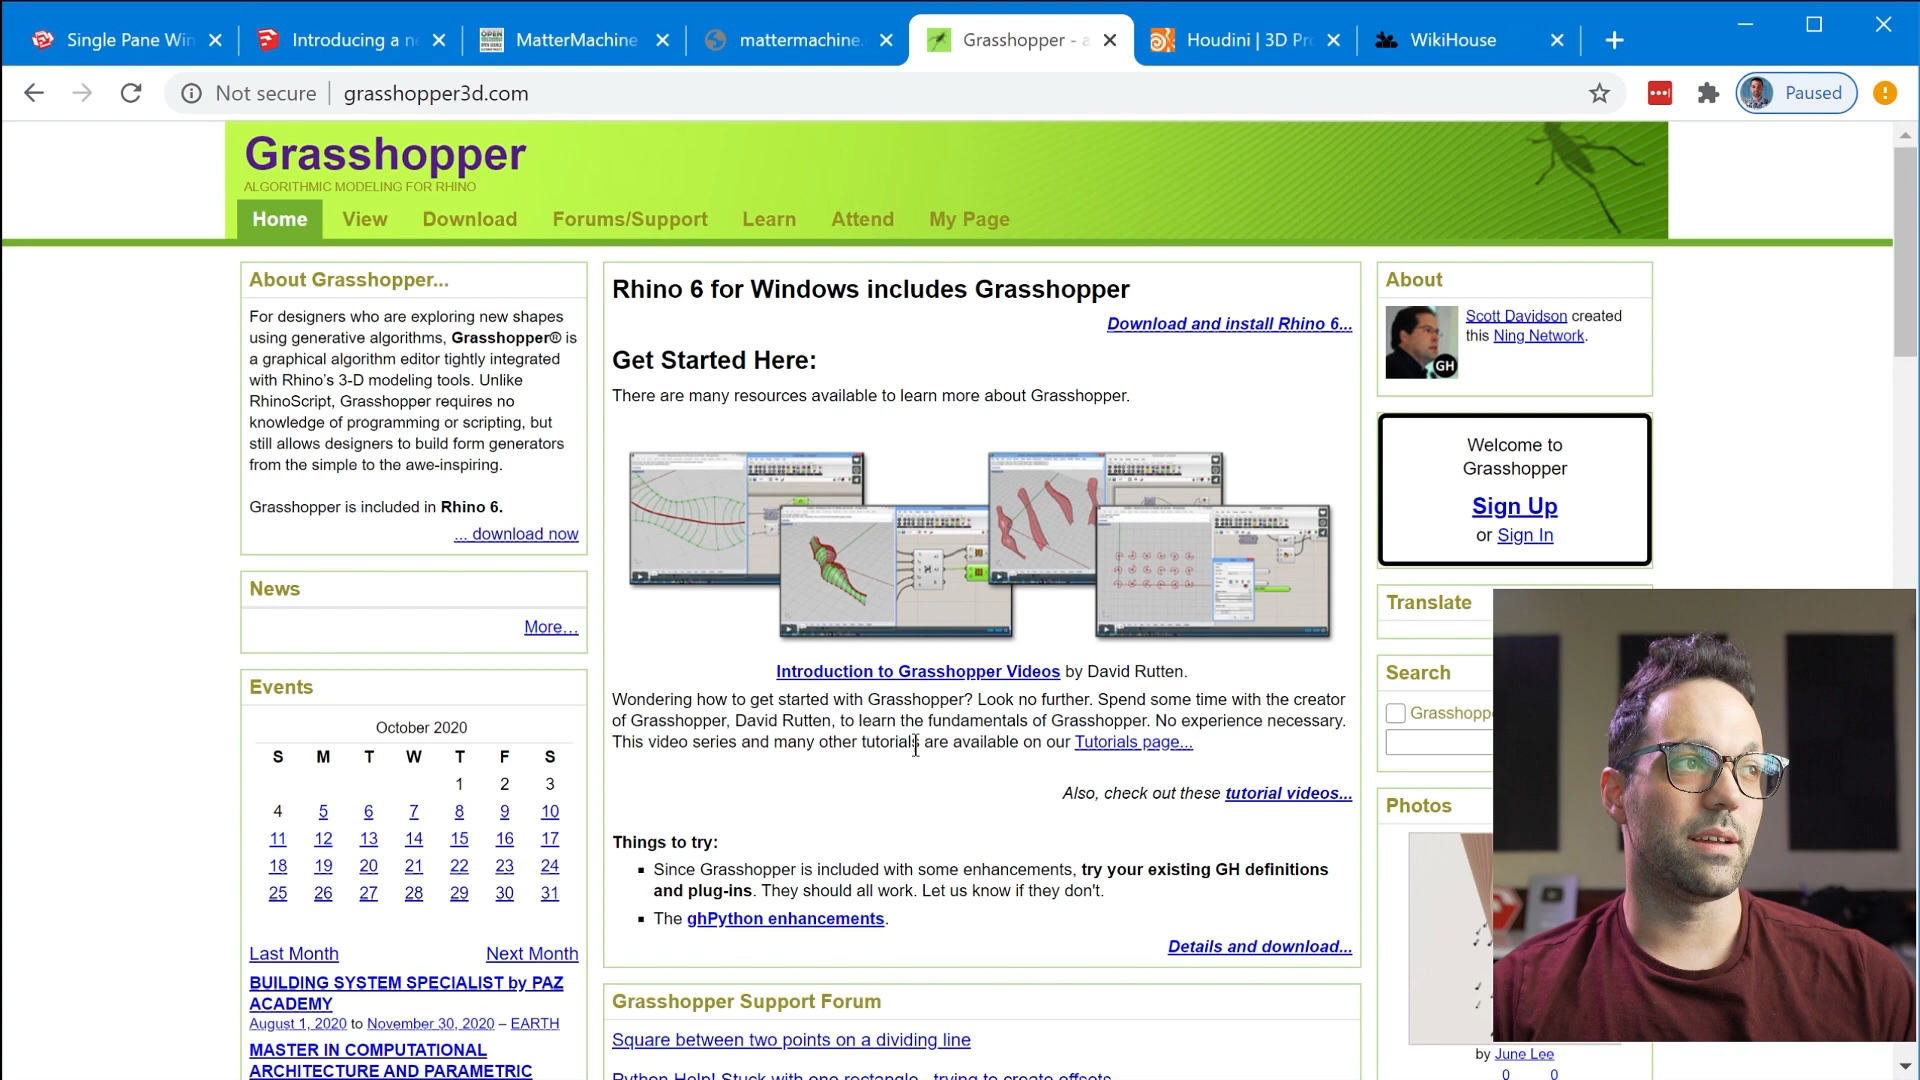 Single Pane Win
Introducing a n
MatterMachine
mattermachine.
Grasshopper - a
Houdini | 3D Pr
WikiHouse
Not secure
grasshopper3d.com
Paused
Grasshopper
ALGORITHMIC MODELING FOR RHINO
Home View Download Forums/Support Learn Attend My Page
About Grasshopper...
For designers who are exploring new shapes
using generative algorithms, Grasshopper® is
a graphical algorithm editor tightly integrated
with Rhino's 3-D modeling tools. Unlike
RhinoScript, Grasshopper requires no
knowledge of programming or scripting, but
still allows designers to build form generators
from the simple to the awe-inspiring.
Grasshopper is included in Rhino 6.
... download now
News
More...
Events
October 2020
S M T W T F S
1 2 3
4 5 6 7 8 9 10
11 12 13 14 15 16 17
18 19 20 21 22 23 24
25 26 27 28 29 30 31
Last Month Next Month
BUILDING SYSTEM SPECIALIST by PAZ
ACADEMY
August 1, 2020 to November 30, 2020 – EARTH
MASTER IN COMPUTATIONAL
ARCHITECTURE AND PARAMETRIC
Rhino 6 for Windows includes Grasshopper
Download and install Rhino 6...
Get Started Here:
There are many resources available to learn more about Grasshopper.
Introduction to Grasshopper Videos by David Rutten.
Wondering how to get started with Grasshopper? Look no further. Spend some time with the creator
of Grasshopper, David Rutten, to learn the fundamentals of Grasshopper. No experience necessary.
This video series and many other tutorials are available on our Tutorials page...
Also, check out these tutorial videos...
Things to try:
Since Grasshopper is included with some enhancements, try your existing GH definitions
and plug-ins. They should all work. Let us know if they don't.
The ghPython enhancements.
Details and download...
Grasshopper Support Forum
Square between two points on a dividing line
Python Help! Stuck with one rectangle - trying to create offsets
About
Scott Davidson created
this Ning Network.
GH
Welcome to
Grasshopper
Sign Up
or Sign In
Translate
Search
Grasshopp
Photos
by June Lee
0 0